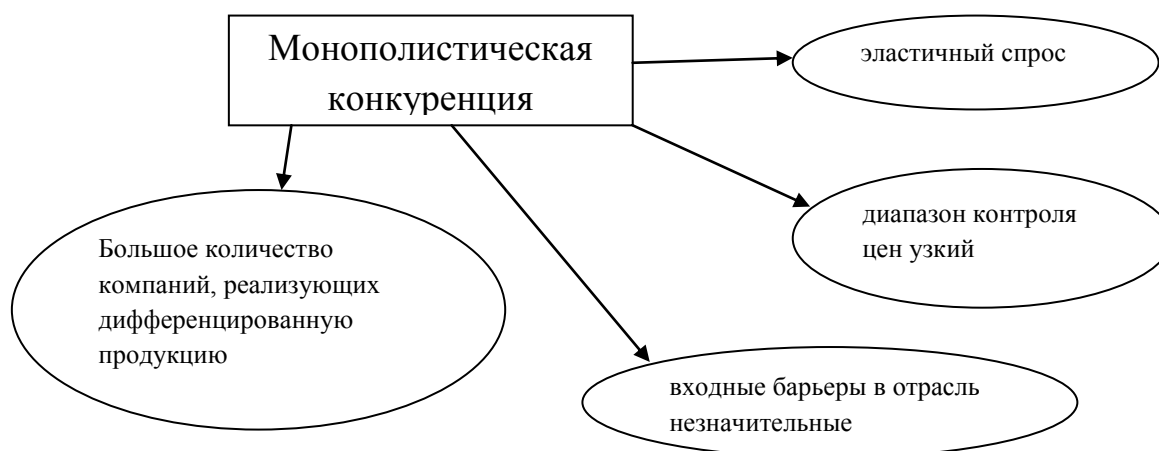 Монополистическая
конкуренция
эластичный спрос
диапазон контроля
цен узкий
Большое количество
компаний, реализующих
дифференцированную
продукцию
входные барьеры в отрасль
незначительные